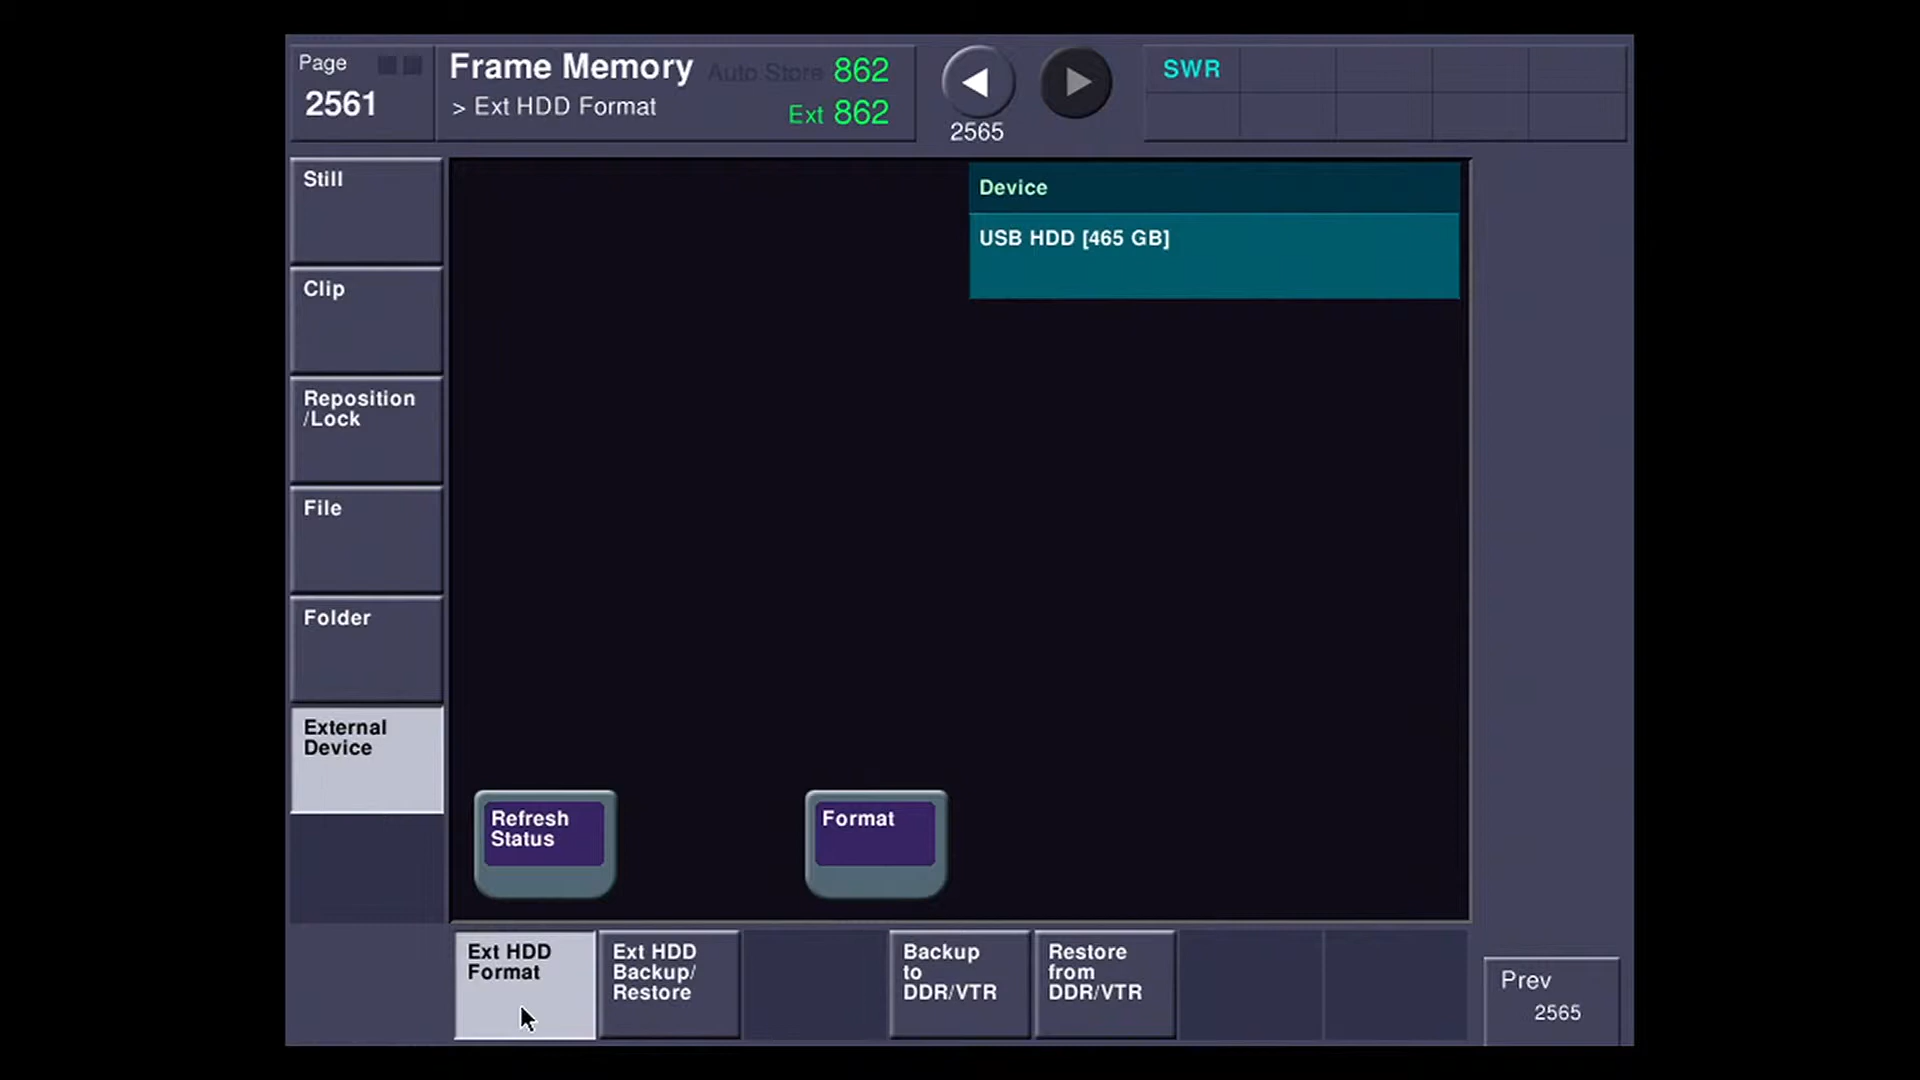 Page
2561
Frame Memory
Auto Store 862
> Ext HDD Format
Ext 862
2565
SWR
Still
Clip
Reposition
/Lock
File
Folder
External
Device
Device
USB HDD [465 GB]
Refresh
Status
Format
Ext HDD
Format
Ext HDD
Backup/
Restore
Backup
to
DDR/VTR
Restore
from
DDR/VTR
Prev
2565